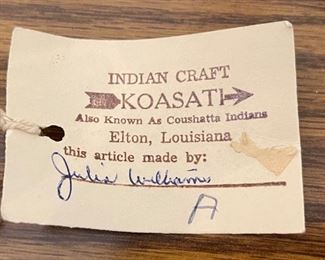 INDIAN CRAFT
KOASATI
Also Known As Coushatta Indians
Elton, Louisiana
this article made by:
Julia Williams
A